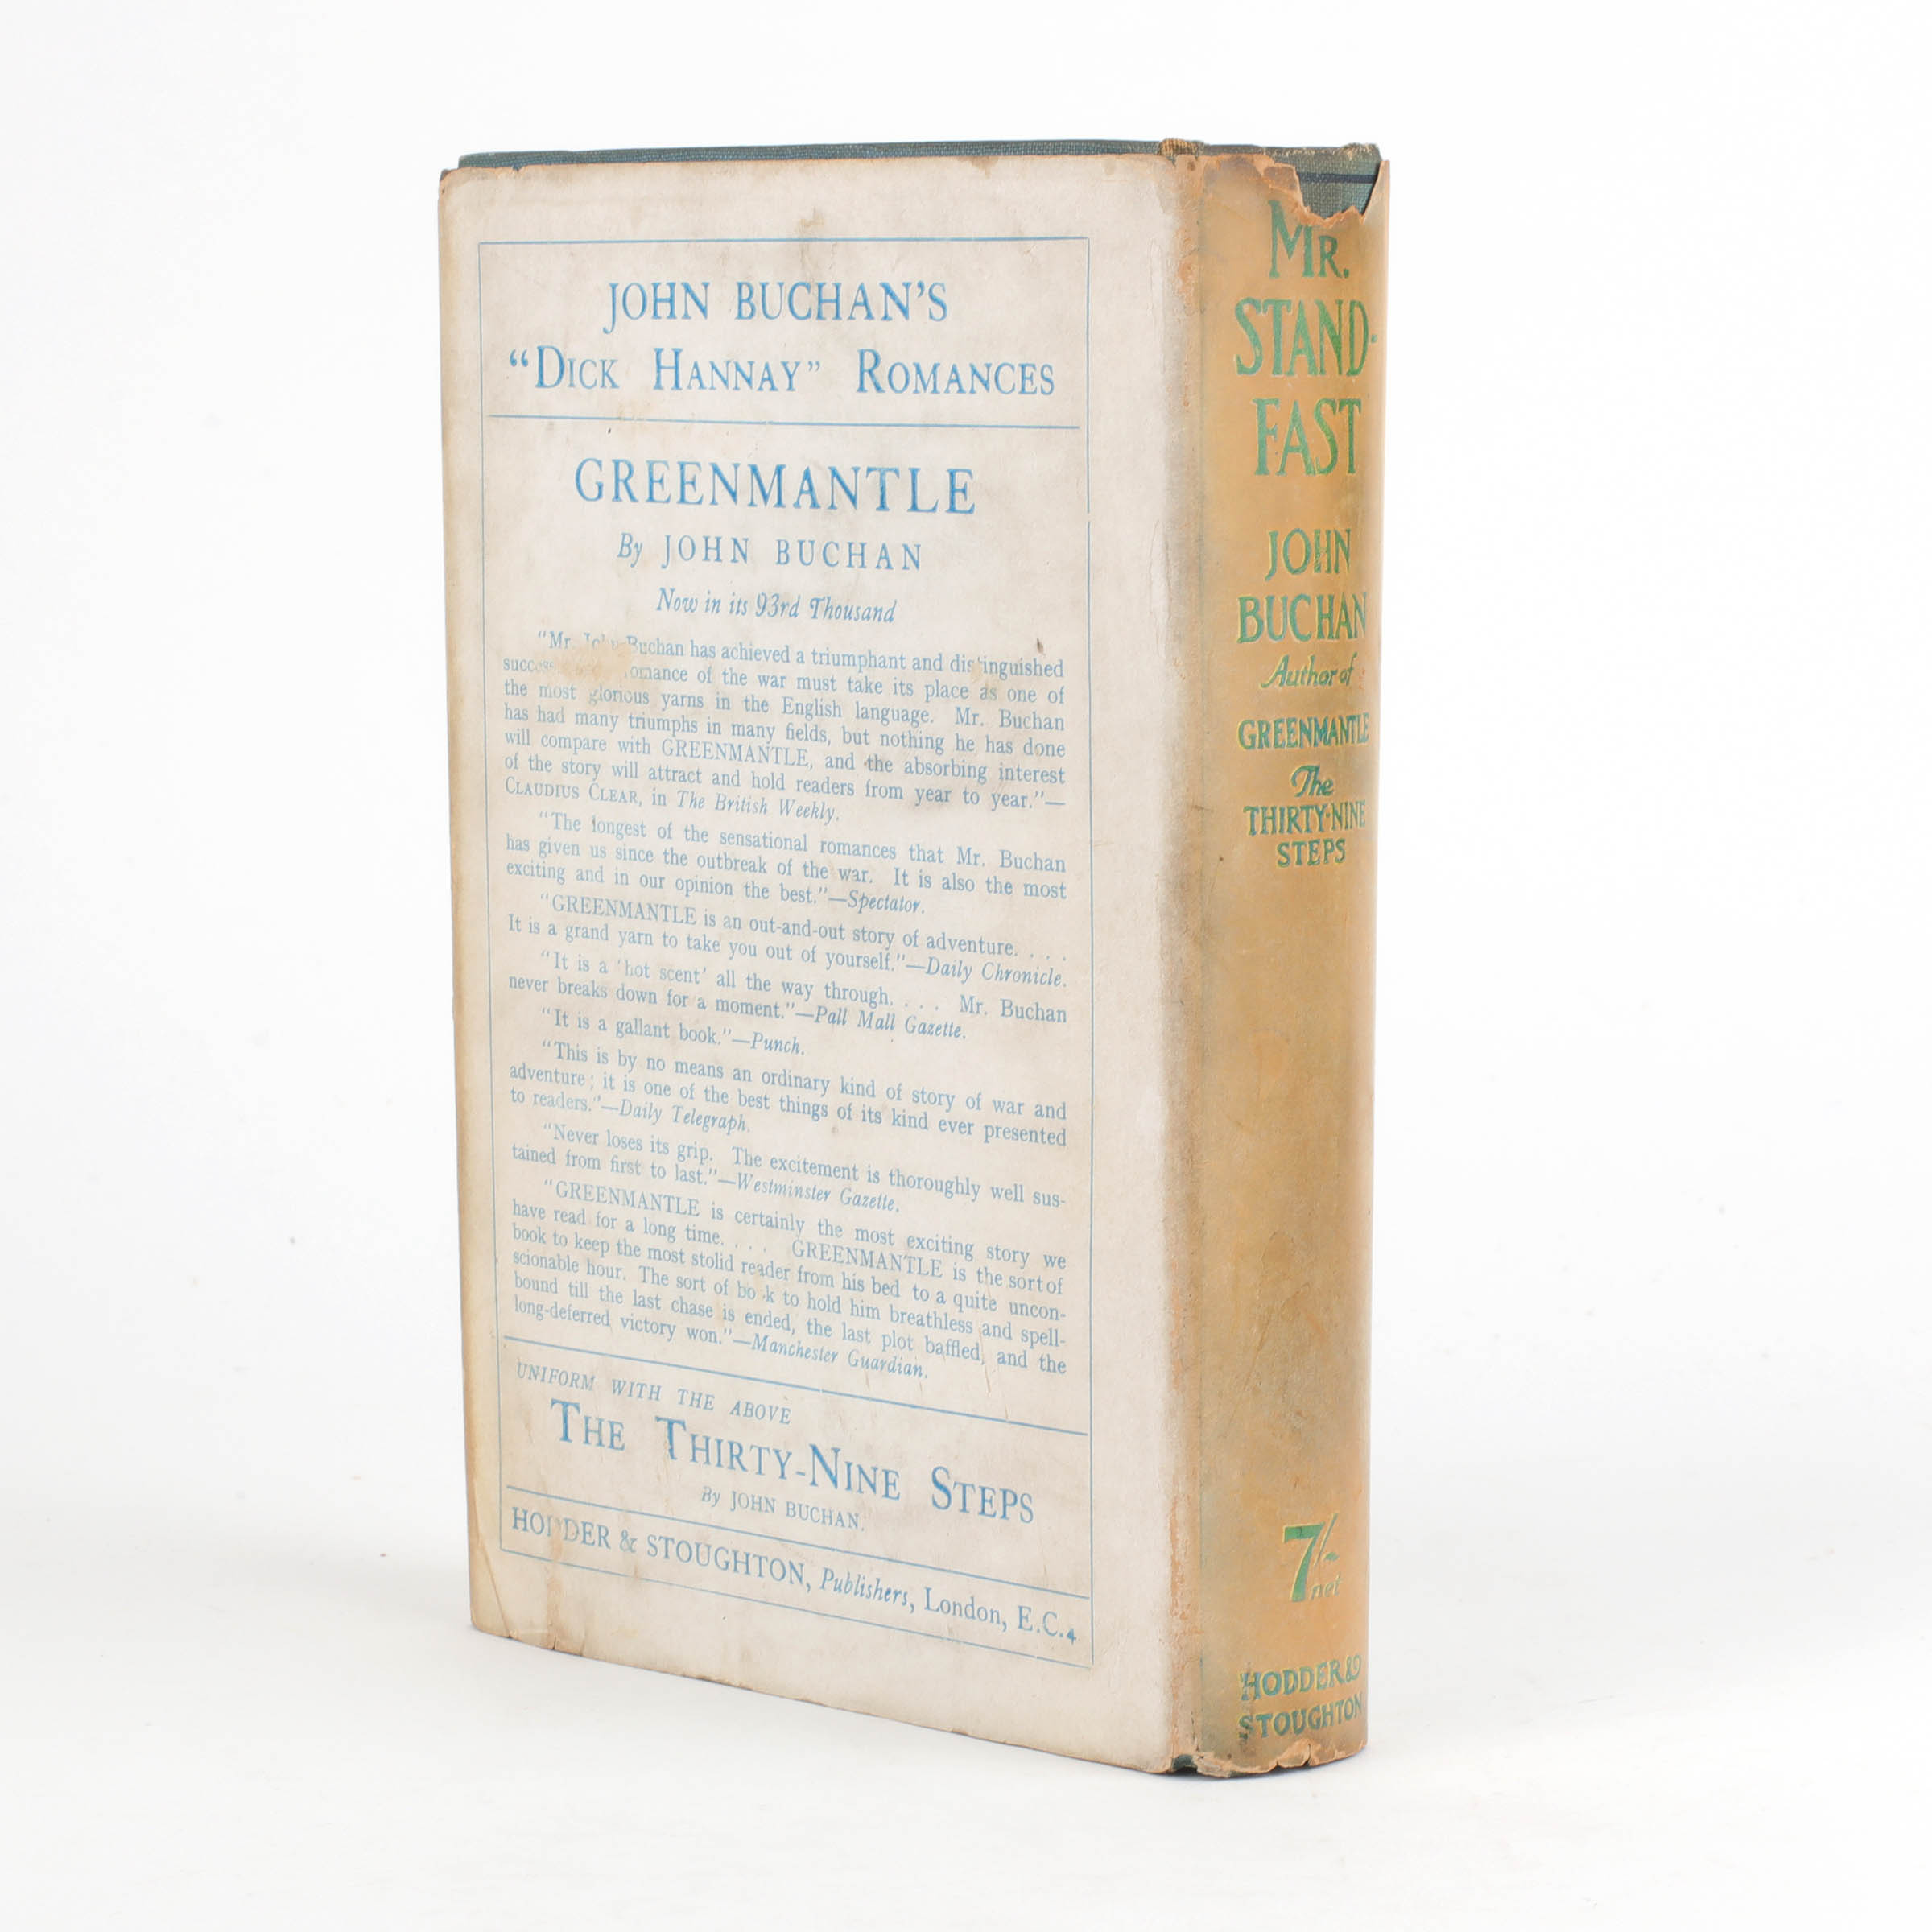 JOHN BUCHAN'S
"DICK HANNAY" ROMANCES
GREENMANTLE
By JOHN BUCHAN
Now in its 93rd Thousand
"Mr. Buchan has achieved a triumphant and distinguished
of the war must take its place as one of
the most glorious yarns in the English language. Mr. Buchan
has had many triumphs in many fields, but nothing he has done
will compare with GREENMANTLE, and the absorbing interest
of the story will attract and hold readers from year to year."—
CLAUDIUS CLEAR, in The British Weekly.
"The longest of the sensational romances that Mr. Buchan
has given us since the outbreak of the war. It is also the most
exciting and in our opinion the best."—Spectator.
"GREENMANTLE is an out-and-out story of adventure. . . .
It is a grand yarn to take you out of yourself."—Daily Chronicle.
"It is a 'hot scent' all the way through. . . . Mr. Buchan
never breaks down for a moment."—Pall Mall Gazette.
"It is a gallant book."—Punch.
"This is by no means an ordinary kind of story of war and
adventure; it is one of the best things of its kind ever presented
to readers."—Daily Telegraph.
"Never loses its grip. The excitement is thoroughly well sus-
tained from first to last."—Westminster Gazette.
"GREENMANTLE is certainly the most exciting story we
have read for a long time. . . . GREENMANTLE is the sort of
book to keep the most stolid reader from his bed to a quite uncon-
scionable hour. The sort of book to hold him breathless and spell-
bound till the last chase is ended, the last plot baffled, and the
long-deferred victory won."—Manchester Guardian.
UNIFORM WITH THE ABOVE
THE THIRTY-NINE STEPS
By JOHN BUCHAN.
HODDER & STOUGHTON, Publishers, London, E.C.4
MR.
STAND-
FAST
JOHN
BUCHAN
Author of
GREENMANTLE
The
THIRTY-NINE
STEPS
7/-
net
HODDER &
STOUGHTON